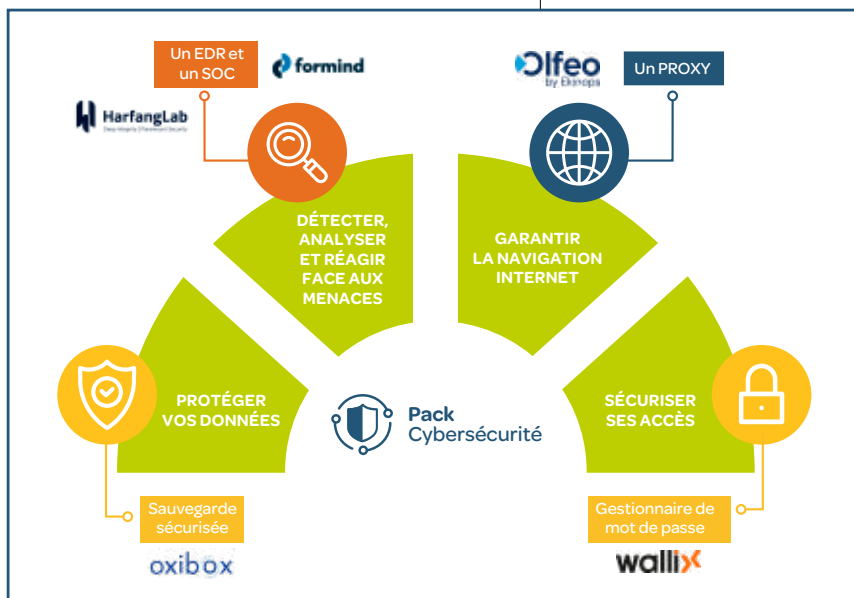 Un EDR et
un SOC
formind
HarfangLab
Olfeo
by Ekinops
Un PROXY
DÉTECTER,
ANALYSER
ET RÉAGIR
FACE AUX
MENACES
GARANTIR
LA NAVIGATION
INTERNET
PROTÉGER
VOS DONNÉES
Pack
Cybersécurité
SÉCURISER
SES ACCÈS
Sauvegarde
sécurisée
oxibox
Gestionnaire de
mot de passe
wallix